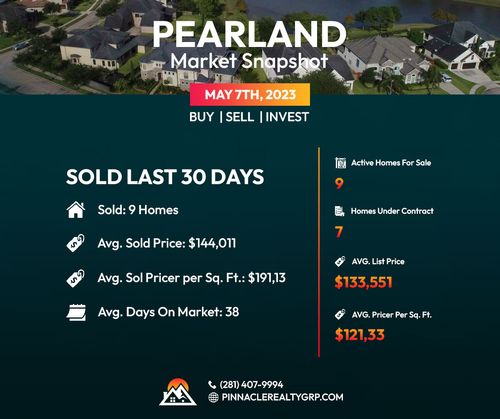 PEARLAND
Market Snapshot
MAY 7TH, 2023
BUY | SELL | INVEST
SOLD LAST 30 DAYS
Sold: 9 Homes
Avg. Sold Price: $144,011
Avg. Sol Pricer per Sq. Ft.: $191,13
Avg. Days On Market: 38
Active Homes For Sale
9
Homes Under Contract
7
AVG. List Price
$133,551
AVG. Pricer Per Sq. Ft.
$121,33
(281) 407-9994
PINNACLEREALTYGRP.COM